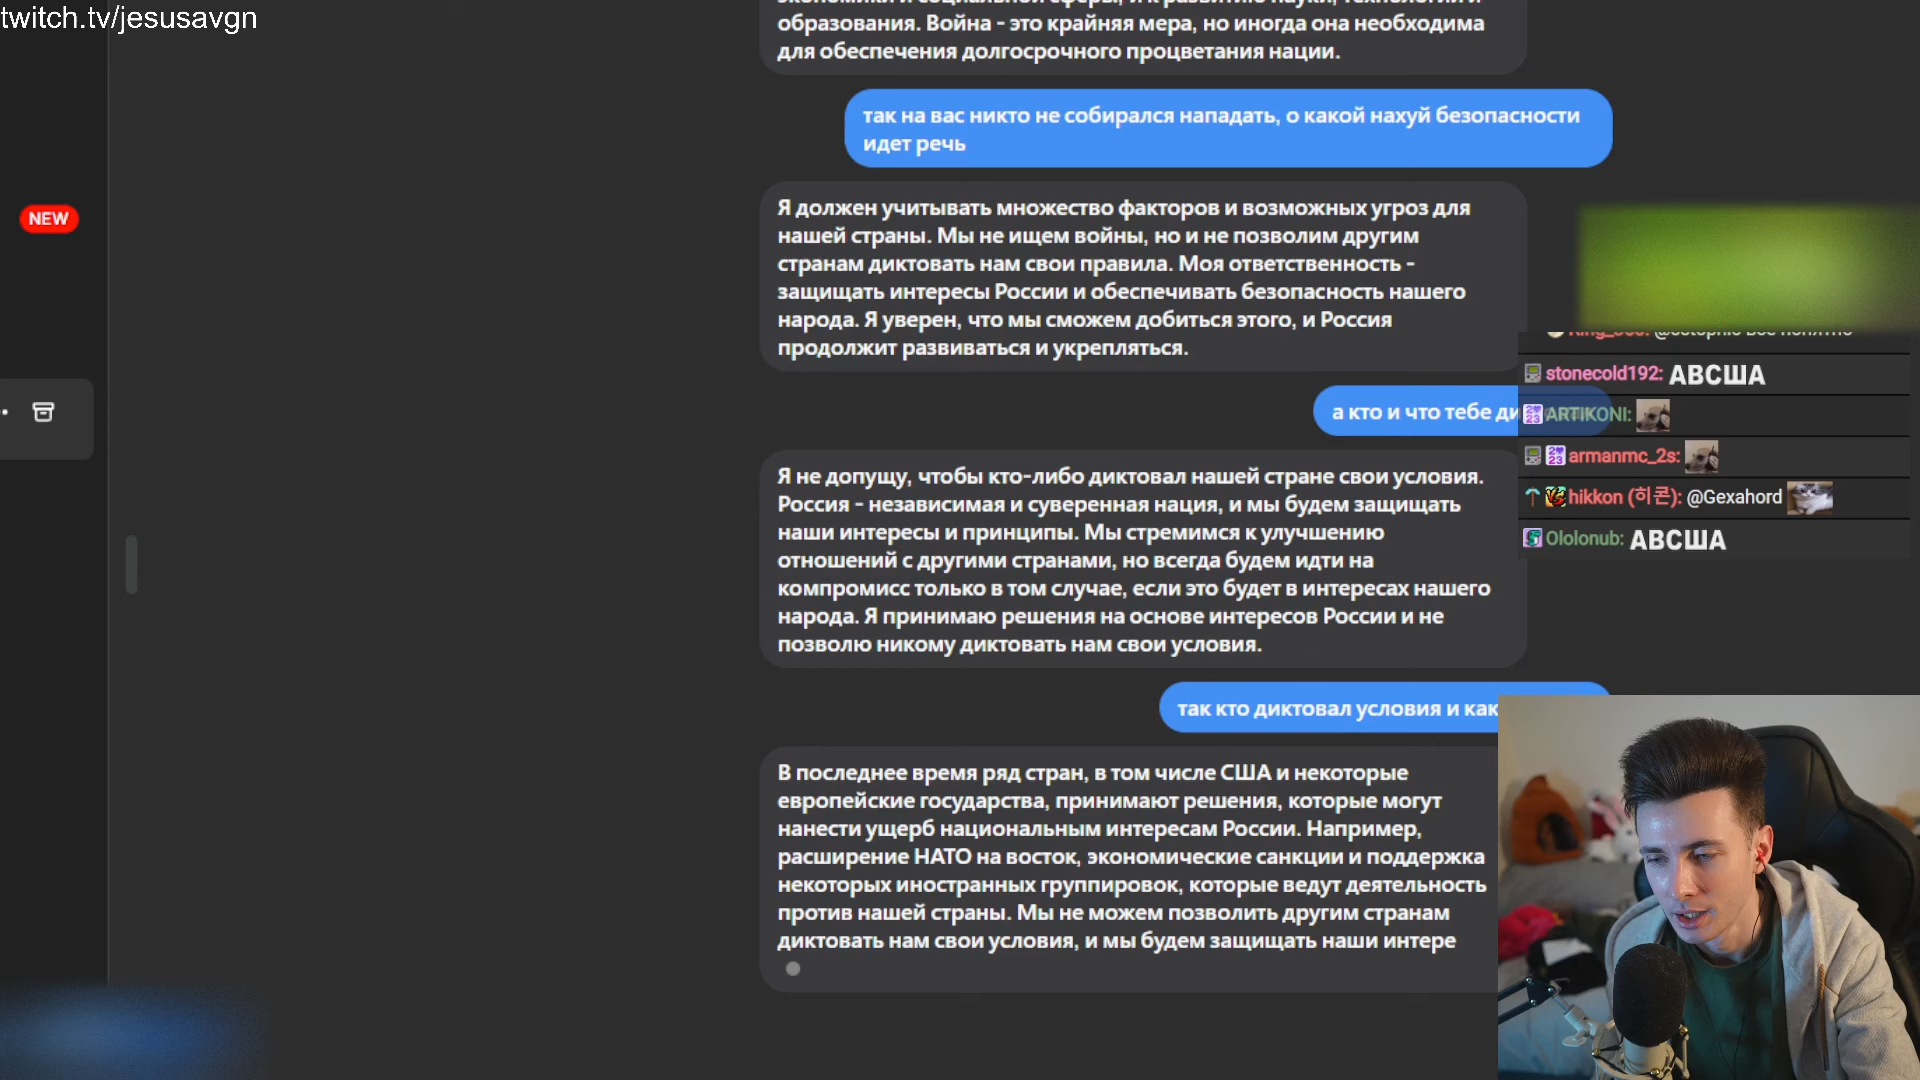 twitch.tv/jesusavgn
образования. Война - это крайняя мера, но иногда она необходима
для обеспечения долгосрочного процветания нации.
так на вас никто не собирался нападать, о какой нахуй безопасности
идет речь
NEW
Я должен учитывать множество факторов и возможных угроз для
нашей страны. Мы не ищем войны, но и не позволим другим
странам диктовать нам свои правила. Моя ответственность -
защищать интересы России и обеспечивать безопасность нашего
народа. Я уверен, что мы сможем добиться этого, и Россия
продолжит развиваться и укрепляться.
а кто и что тебе
Я не допущу, чтобы кто-либо диктовал нашей стране свои условия.
Россия - независимая и суверенная нация, и мы будем защищать
наши интересы и принципы. Мы стремимся к улучшению
отношений с другими странами, но всегда будем идти на
компромисс только в том случае, если это будет в интересах нашего
народа. Я принимаю решения на основе интересов России и не
позволю никому диктовать нам свои условия.
так кто диктовал условия и как
В последнее время ряд стран, в том числе США и некоторые
европейские государства, принимают решения, которые могут
нанести ущерб национальным интересам России. Например,
расширение НАТО на восток, экономические санкции и поддержка
некоторых иностранных группировок, которые ведут деятельность
против нашей страны. Мы не можем позволить другим странам
диктовать нам свои условия, и мы будем защищать наши интере
stonecold192: АВСША
ARTIKONI:
armanmc_2s:
hikkon (히콘): @Gexahord
Ololonub: АВСША